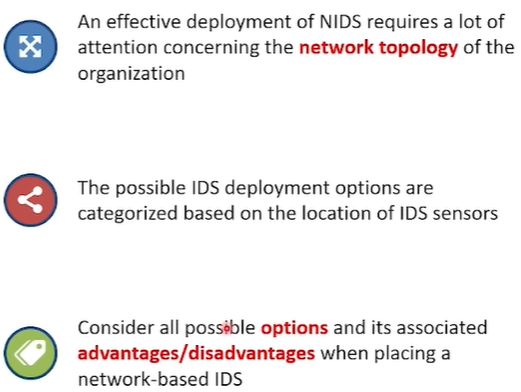 An effective deployment of NIDS requires a lot of
attention concerning the network topology of the
organization
The possible IDS deployment options are
categorized based on the location of IDS sensors
Consider all possible options and its associated
advantages/disadvantages when placing a
network-based IDS